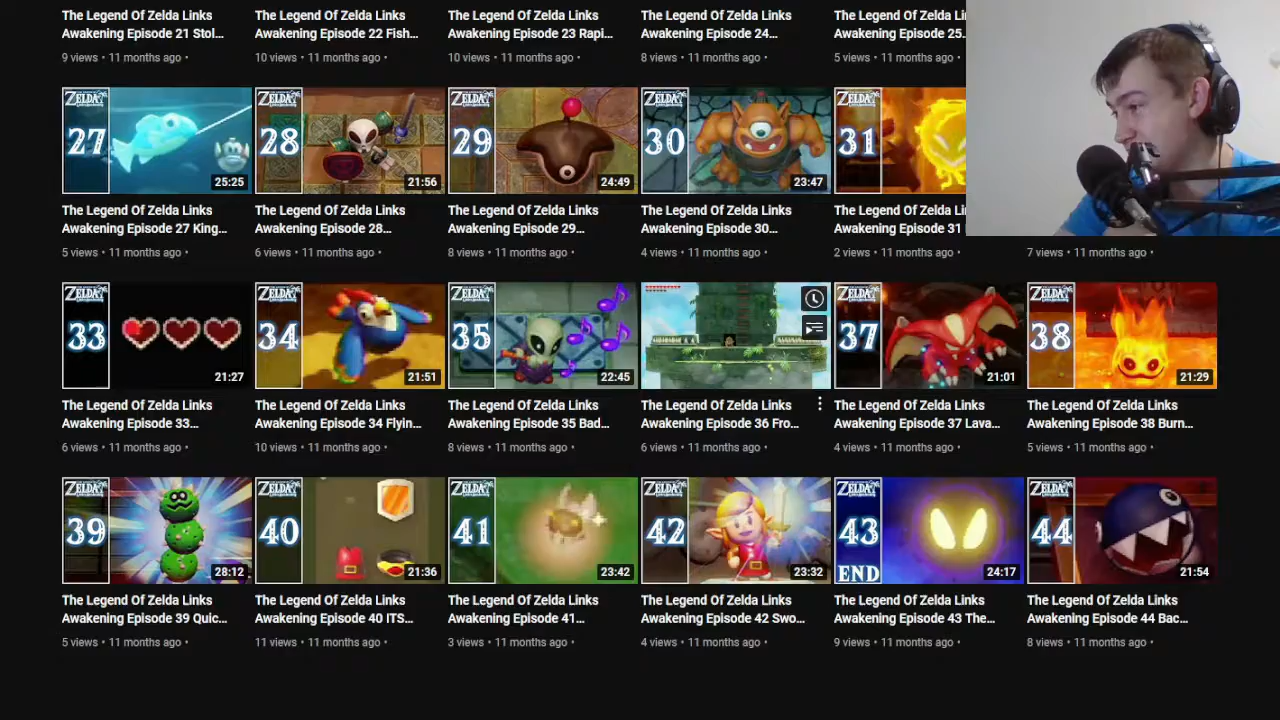 The Legend Of Zelda Links
Awakening Episode 21 Stol...
9 views • 11 months ago •
The Legend Of Zelda Links
Awakening Episode 22 Fish...
10 views • 11 months ago •
The Legend Of Zelda Links
Awakening Episode 23 Rapi...
10 views • 11 months ago •
The Legend Of Zelda Links
Awakening Episode 24...
8 views • 11 months ago •
The Legend Of Zelda Li
Awakening Episode 25..
5 views • 11 months ago •
ZELDA
27
25:25
The Legend Of Zelda Links
Awakening Episode 27 King...
5 views • 11 months ago •
ZELDA
28
21:56
The Legend Of Zelda Links
Awakening Episode 28...
6 views • 11 months ago •
ZELDA
29
24:49
The Legend Of Zelda Links
Awakening Episode 29...
8 views • 11 months ago •
ZELDA
30
23:47
The Legend Of Zelda Links
Awakening Episode 30...
4 views • 11 months ago •
ZELDA
31
The Legend Of Zelda Li
Awakening Episode 31
2 views • 11 months ago •
7 views • 11 months ago •
ZELDA
33
21:27
The Legend Of Zelda Links
Awakening Episode 33...
6 views • 11 months ago •
ZELDA
34
21:51
The Legend Of Zelda Links
Awakening Episode 34 Flyin...
10 views • 11 months ago •
ZELDA
35
22:45
The Legend Of Zelda Links
Awakening Episode 35 Bad...
8 views • 11 months ago •
The Legend Of Zelda Links
Awakening Episode 36 Fro...
6 views • 11 months ago •
ZELDA
37
21:01
The Legend Of Zelda Links
Awakening Episode 37 Lava...
4 views • 11 months ago •
ZELDA
38
21:29
The Legend Of Zelda Links
Awakening Episode 38 Burn...
5 views • 11 months ago •
ZELDA
39
28:12
The Legend Of Zelda Links
Awakening Episode 39 Quic...
5 views • 11 months ago •
ZELDA
40
21:36
The Legend Of Zelda Links
Awakening Episode 40 ITS...
11 views • 11 months ago •
ZELDA
41
23:42
The Legend Of Zelda Links
Awakening Episode 41...
3 views • 11 months ago •
ZELDA
42
23:32
The Legend Of Zelda Links
Awakening Episode 42 Swo...
4 views • 11 months ago •
ZELDA
43
END
24:17
The Legend Of Zelda Links
Awakening Episode 43 The...
9 views • 11 months ago •
ZELDA
44
21:54
The Legend Of Zelda Links
Awakening Episode 44 Bac...
8 views • 11 months ago •